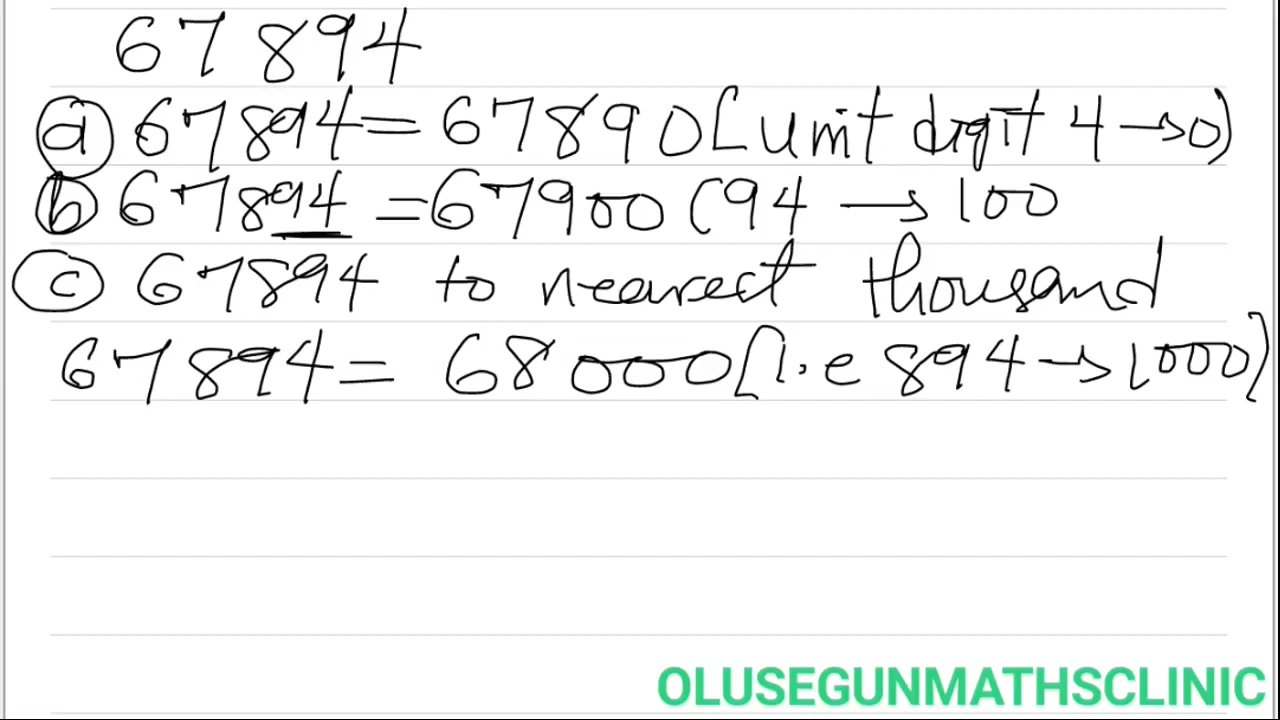 67894
(a) 67894 = 67890 [unit digit 4 → 0)
(b) 67894 = 67900 (94 → 100
(c) 67894 to nearest thousand
67894 = 68000 [i.e 894 → 1000)
OLUSEGUNMATHSCLINIC